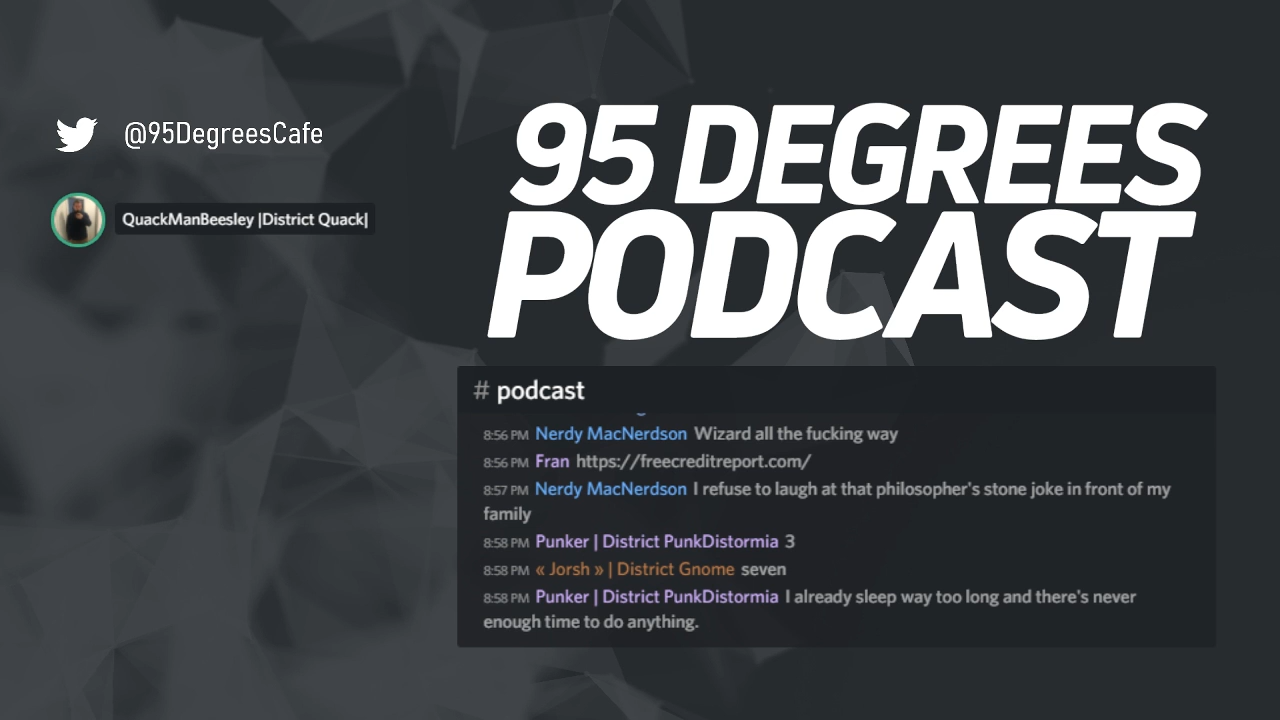 @95DegreesCafe
QuackManBeesley |District Quack|
95 DEGREES
PODCAST
# podcast
8:56 PM Nerdy MacNerdson Wizard all the fucking way
8:56 PM Fran https://freecreditreport.com/
8:57 PM Nerdy MacNerdson I refuse to laugh at that philosopher's stone joke in front of my
family
8:58 PM Punker | District PunkDistormia 3
8:58 PM « Jorsh » | District Gnome seven
8:58 PM Punker | District PunkDistormia I already sleep way too long and there's never
enough time to do anything.